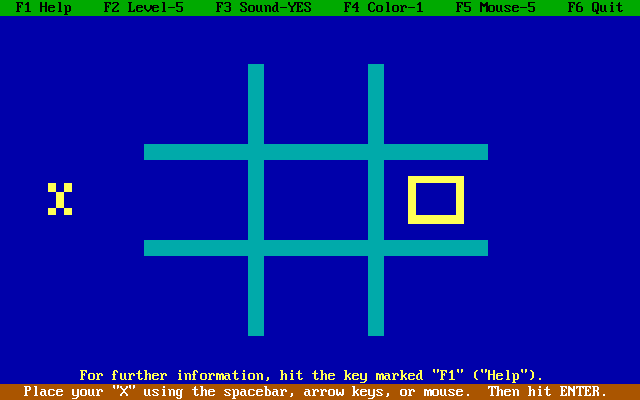 F1 Help  F2 Level-5  F3 Sound-YES  F4 Color-1  F5 Mouse-5  F6 Quit
X
For further information, hit the key marked "F1" ("Help").
Place your "X" using the spacebar, arrow keys, or mouse.  Then hit ENTER.